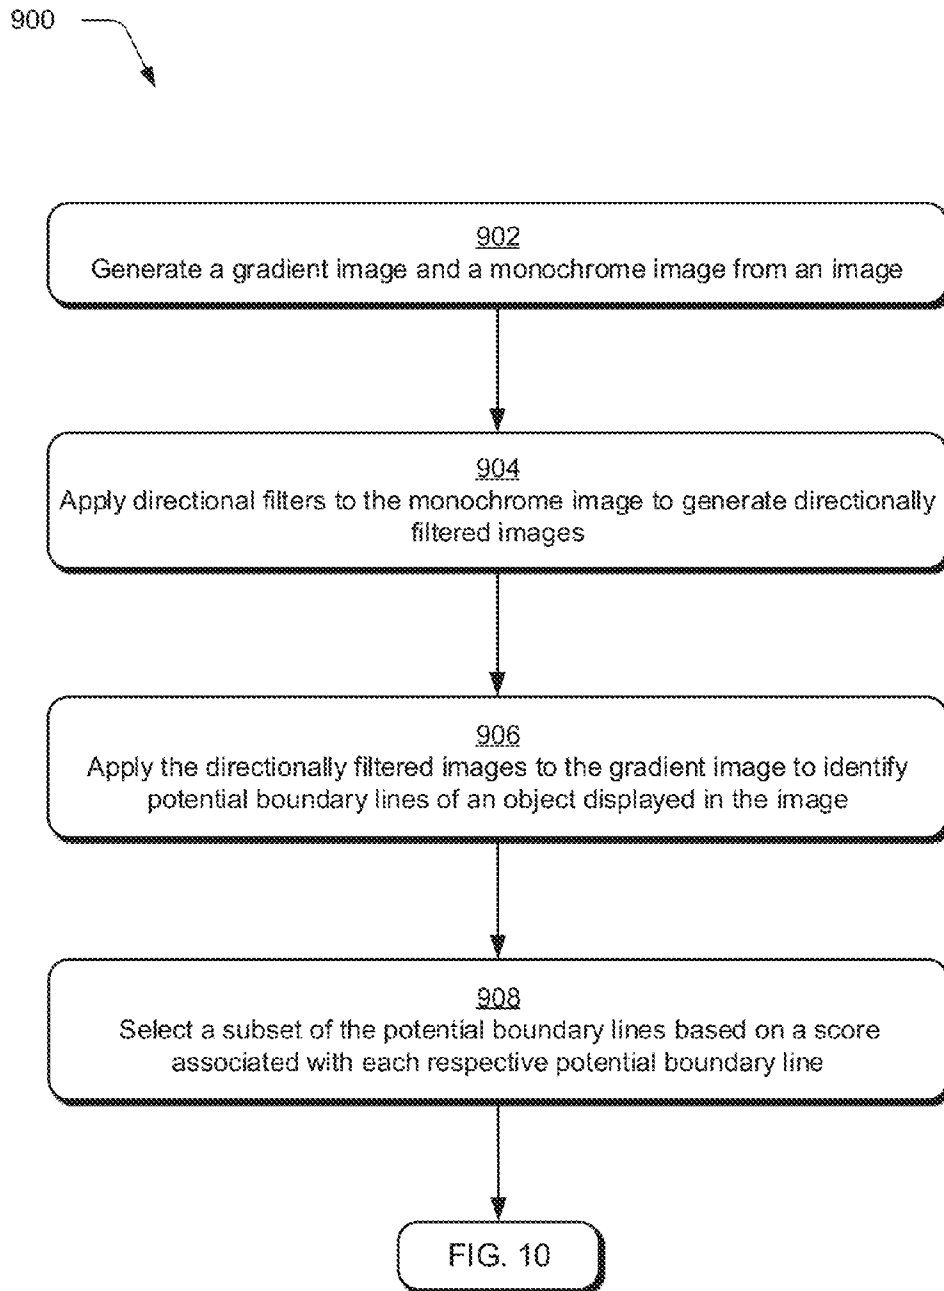 900
902
Generate a gradient image and a monochrome image from an image
904
Apply directional filters to the monochrome image to generate directionally
filtered images
906
Apply the directionally filtered images to the gradient image to identify
potential boundary lines of an object displayed in the image
908
Select a subset of the potential boundary lines based on a score
associated with each respective potential boundary line
FIG. 10